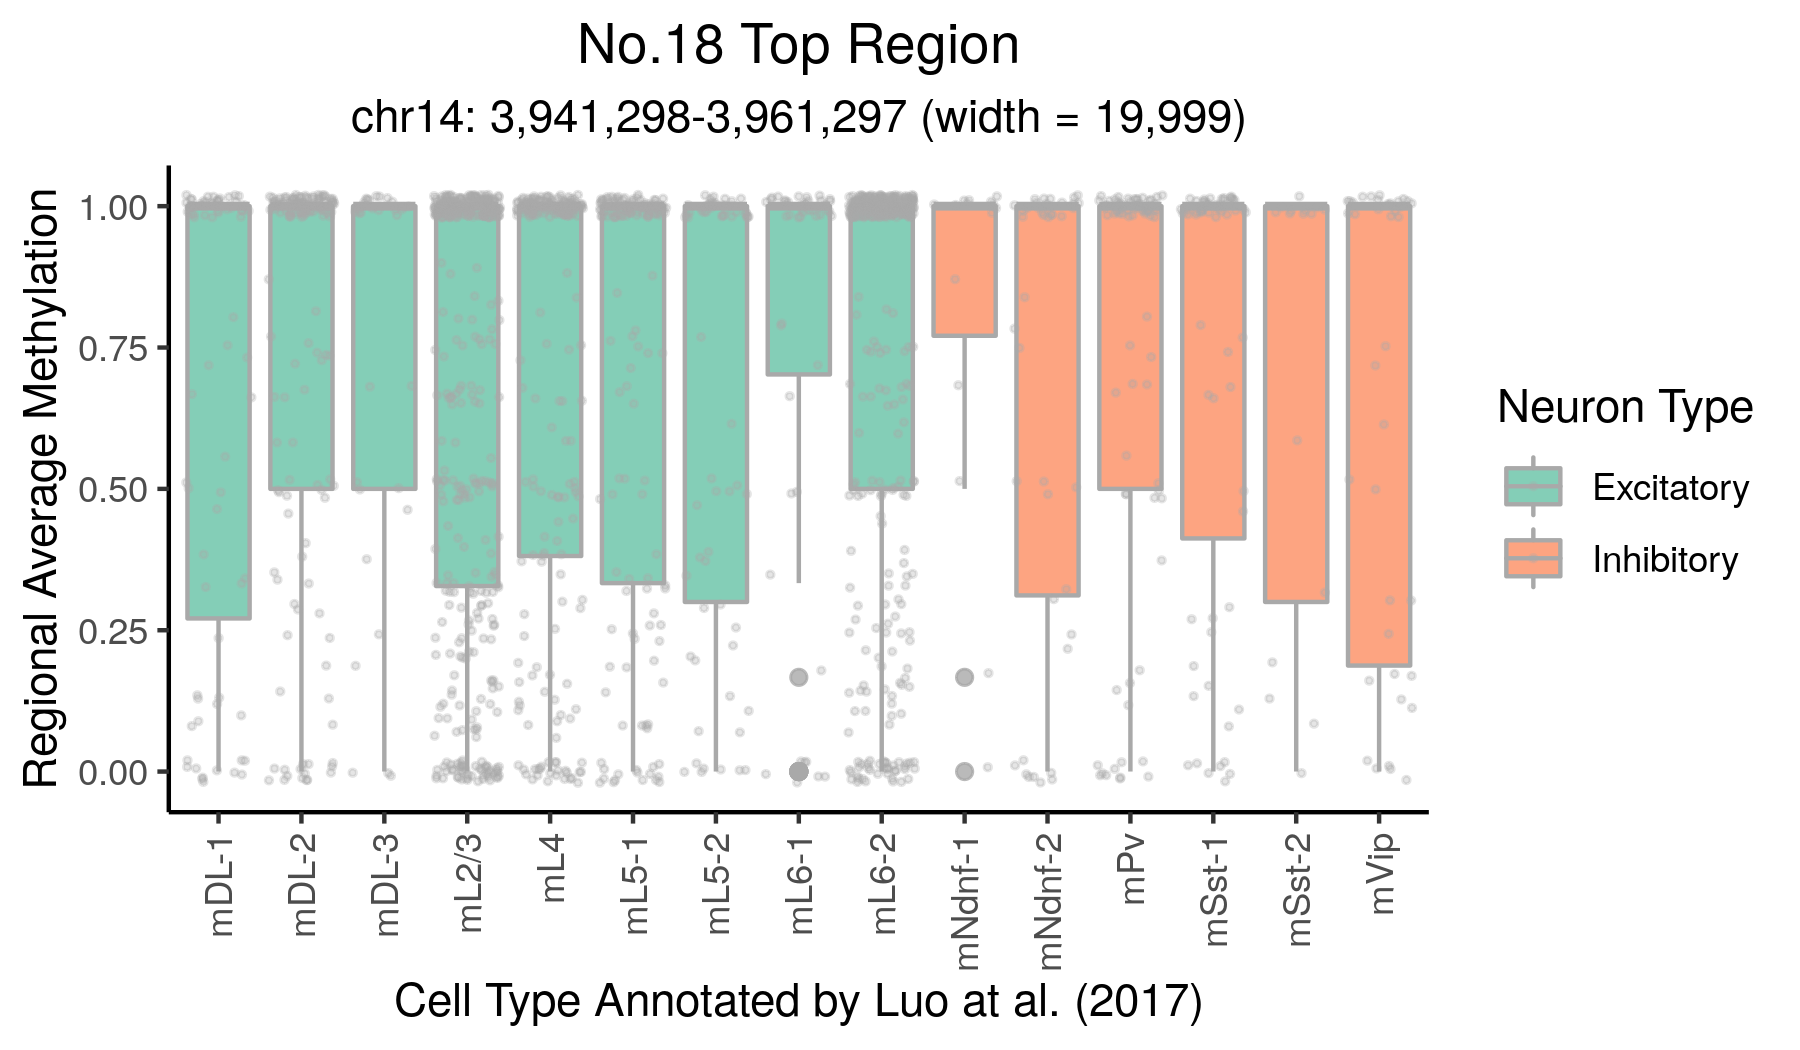 No.18 Top Region
chr14: 3,941,298-3,961,297 (width = 19,999)
Regional Average Methylation
1.00
0.75
0.50
0.25
0.00
mDL-1
mDL-2
mDL-3
mL2/3
mL4
mL5-1
mL5-2
mL6-1
mL6-2
mNdnf-1
mNdnf-2
mPv
mSst-1
mSst-2
mVip
Cell Type Annotated by Luo at al. (2017)
Neuron Type
Excitatory
Inhibitory